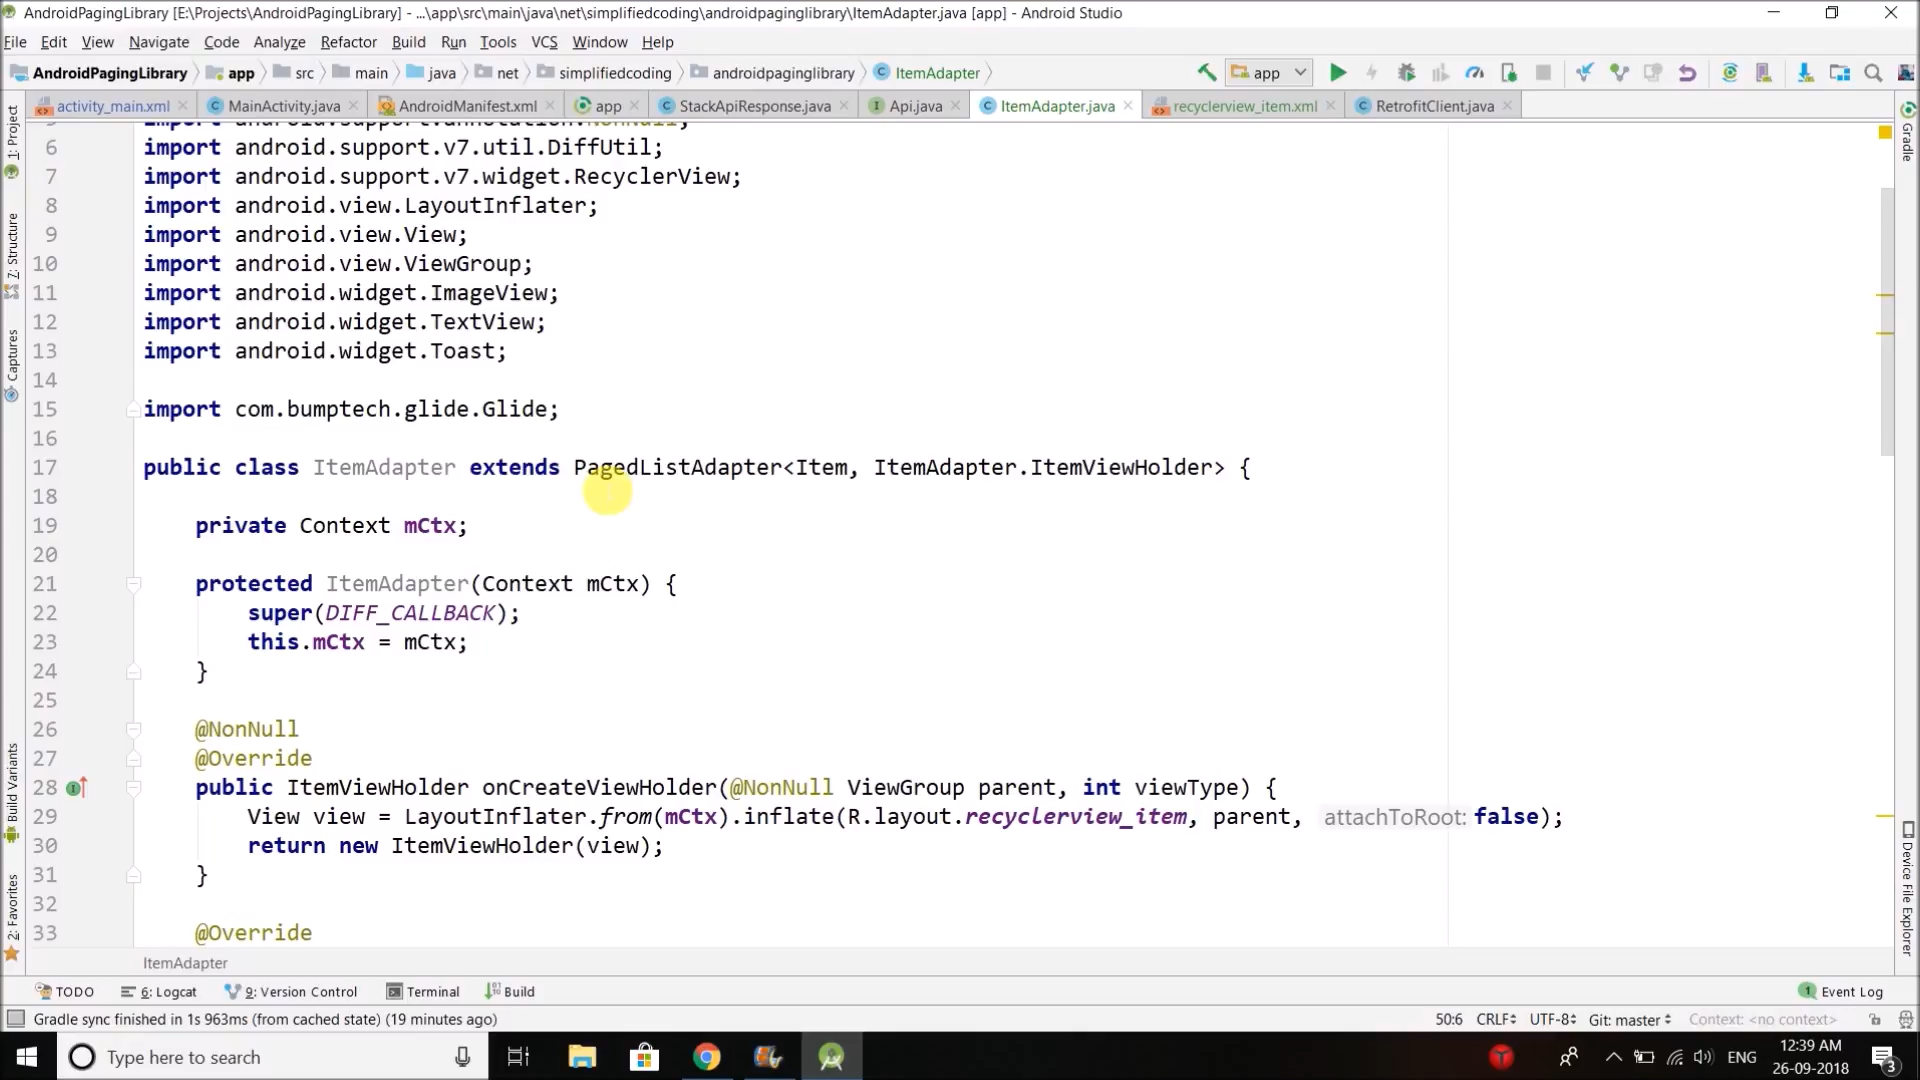 AndroidPagingLibrary [E:\Projects\AndroidPagingLibrary] - ...\app\src\main\java\net\simplifiedcoding\androidpaginglibrary\ItemAdapter.java [app] - Android Studio
File Edit View Navigate Code Analyze Refactor Build Run Tools VCS Window Help
AndroidPagingLibrary app src main java net simplifiedcoding androidpaginglibrary ItemAdapter app
activity_main.xml MainActivity.java AndroidManifest.xml app StackApiResponse.java Api.java ItemAdapter.java recyclerview_item.xml RetrofitClient.java
1: Project
7: Structure
Captures
Build Variants
2: Favorites
Gradle
Device File Explorer
import android.support.annotation.NonNull;
6 import android.support.v7.util.DiffUtil;
7 import android.support.v7.widget.RecyclerView;
8 import android.view.LayoutInflater;
9 import android.view.View;
10 import android.view.ViewGroup;
11 import android.widget.ImageView;
12 import android.widget.TextView;
13 import android.widget.Toast;
14
15 import com.bumptech.glide.Glide;
16
17 public class ItemAdapter extends PagedListAdapter<Item, ItemAdapter.ItemViewHolder> {
18
19 private Context mCtx;
20
21 protected ItemAdapter(Context mCtx) {
22 super(DIFF_CALLBACK);
23 this.mCtx = mCtx;
24 }
25
26 @NonNull
27 @Override
28 public ItemViewHolder onCreateViewHolder(@NonNull ViewGroup parent, int viewType) {
29 View view = LayoutInflater.from(mCtx).inflate(R.layout.recyclerview_item, parent, attachToRoot: false);
30 return new ItemViewHolder(view);
31 }
32
33 @Override
ItemAdapter
TODO 6: Logcat 9: Version Control Terminal Build 1 Event Log
Gradle sync finished in 1s 963ms (from cached state) (19 minutes ago) 50:6 CRLF UTF-8 Git: master Context: <no context>
Type here to search ENG 12:39 AM
26-09-2018 3